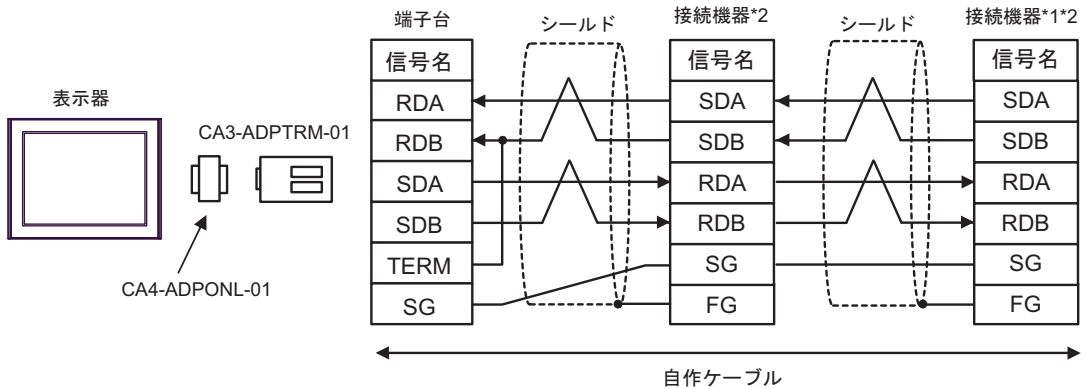 表示器
CA3-ADPTRM-01
CA4-ADPONL-01
端子台
信号名
RDA
RDB
SDA
SDB
TERM
SG
シールド
接続機器*2
信号名
SDA
SDB
RDA
RDB
SG
FG
シールド
接続機器*1*2
信号名
SDA
SDB
RDA
RDB
SG
FG
自作ケーブル